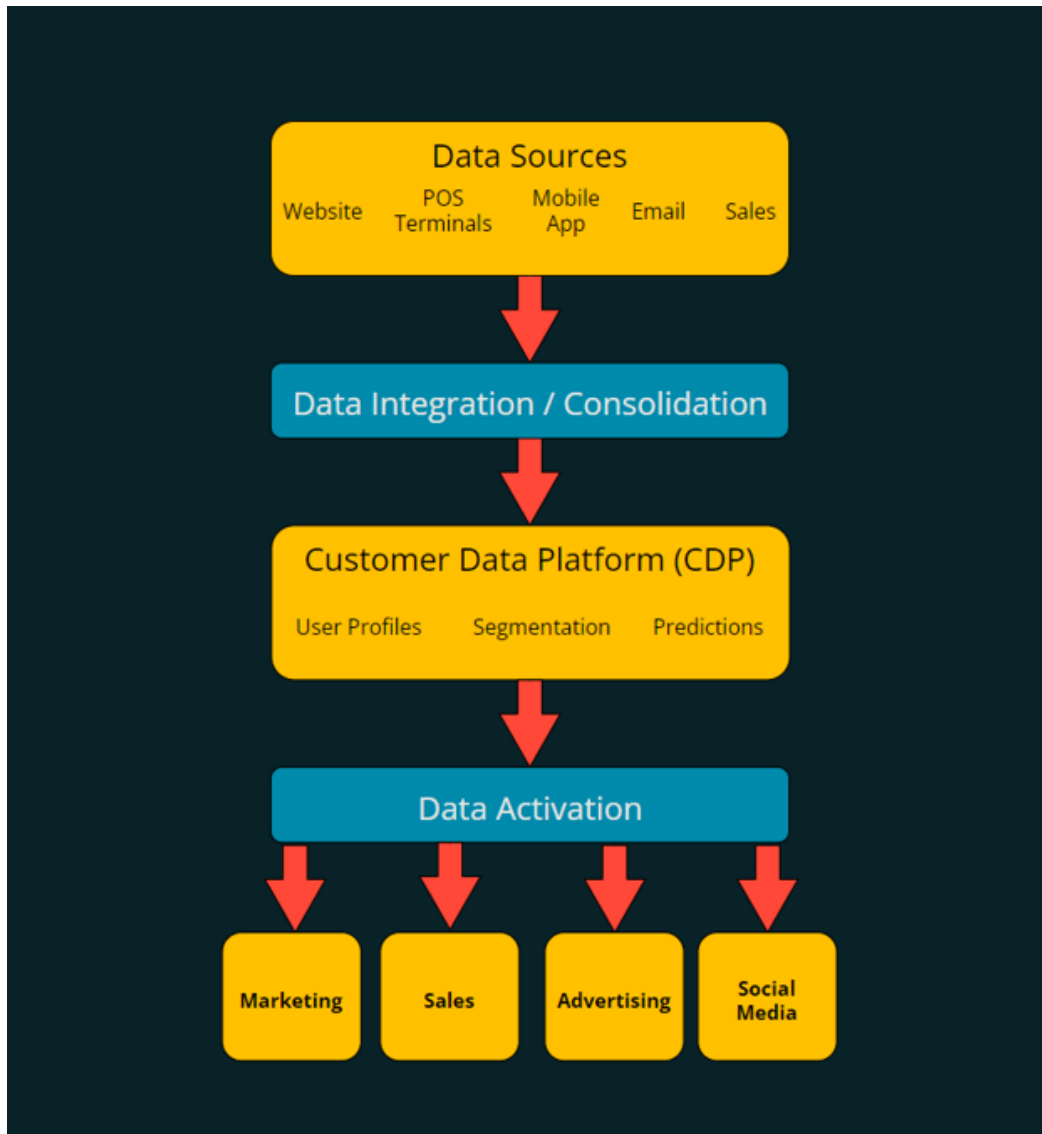 Data Sources
Website POS Terminals Mobile App Email Sales
Data Integration / Consolidation
Customer Data Platform (CDP)
User Profiles Segmentation Predictions
Data Activation
Marketing Sales Advertising Social Media